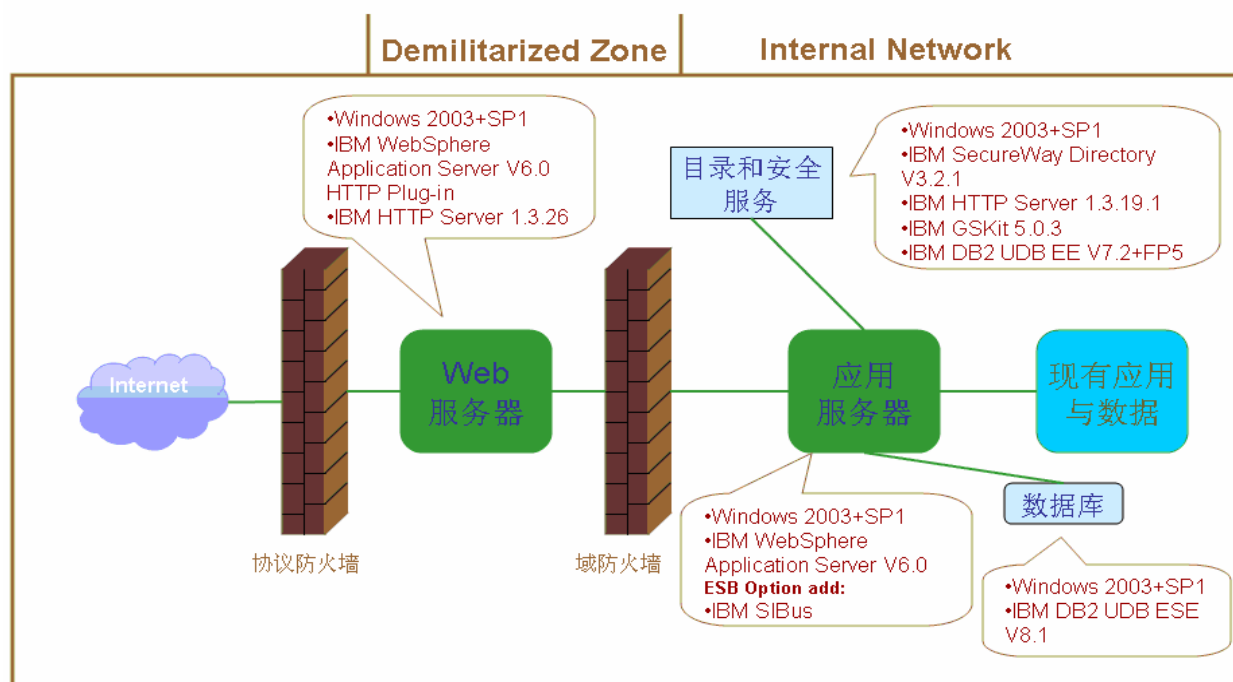 Demilitarized Zone
Internal Network
•Windows 2003+SP1
•IBM WebSphere
Application Server V6.0
HTTP Plug-in
•IBM HTTP Server 1.3.26
目录和安全
服务
•Windows 2003+SP1
•IBM SecureWay Directory
V3.2.1
•IBM HTTP Server 1.3.19.1
•IBM GSKit 5.0.3
•IBM DB2 UDB EE V7.2+FP5
Internet
Web
服务器
应用
服务器
现有应用
与数据
协议防火墙
域防火墙
•Windows 2003+SP1
•IBM WebSphere
Application Server V6.0
ESB Option add:
•IBM SIBus
数据库
•Windows 2003+SP1
•IBM DB2 UDB ESE
V8.1